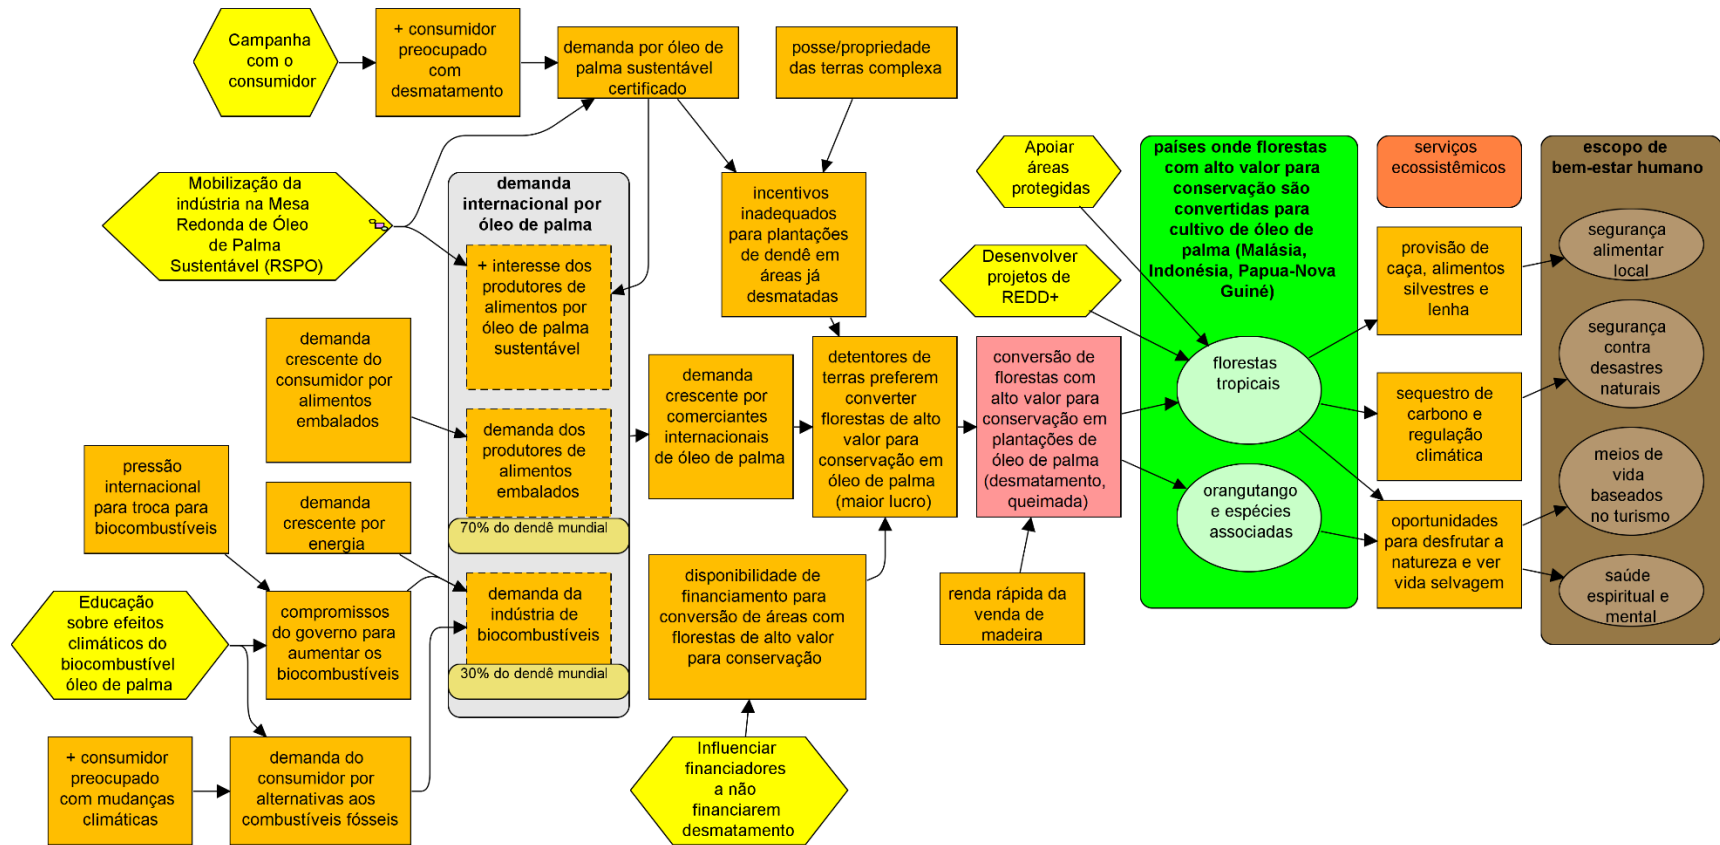 Campanha
com o
consumidor
+ consumidor
preocupado
com
desmatamento
demanda por óleo de
palma sustentável
certificado
posse/propriedade
das terras complexa
Mobilização da
indústria na Mesa
Redonda de Óleo
de Palma
Sustentável (RSPO)
demanda
internacional por
óleo de palma
+ interesse dos
produtores de
alimentos por
óleo de palma
sustentável
demanda dos
produtores de
alimentos
embalados
70% do dendê mundial
demanda da
indústria de
biocombustíveis
30% do dendê mundial
incentivos
inadequados
para plantações
de dendê em
áreas já
desmatadas
demanda
crescente do
consumidor por
alimentos
embalados
demanda
crescente por
energia
pressão
internacional
para troca para
biocombustíveis
Educação
sobre efeitos
climáticos do
biocombustível
óleo de palma
compromissos
do governo para
aumentar os
biocombustíveis
+ consumidor
preocupado
com mudanças
climáticas
demanda do
consumidor por
alternativas aos
combustíveis fósseis
demanda
crescente por
comerciantes
internacionais
de óleo de palma
detentores de
terras preferem
converter
florestas de alto
valor para
conservação em
óleo de palma
(maior lucro)
disponibilidade de
financiamento para
conversão de áreas com
florestas de alto valor
para conservação
Influenciar
financiadores
a não
financiarem
desmatamento
conversão de
florestas com
alto valor para
conservação em
plantações de
óleo de palma
(desmatamento,
queimada)
renda rápida da
venda de
madeira
Apoiar
áreas
protegidas
Desenvolver
projetos de
REDD+
países onde florestas
com alto valor para
conservação são
convertidas para
cultivo de óleo de
palma (Malásia,
Indonésia, Papua-Nova
Guiné)
florestas
tropicais
orangutango
e espécies
associadas
serviços
ecossistêmicos
provisão de
caça, alimentos
silvestres e
lenha
sequestro de
carbono e
regulação
climática
oportunidades
para desfrutar a
natureza e ver
vida selvagem
escopo de
bem-estar humano
segurança
alimentar
local
segurança
contra
desastres
naturais
meios de
vida
baseados
no turismo
saúde
espiritual e
mental